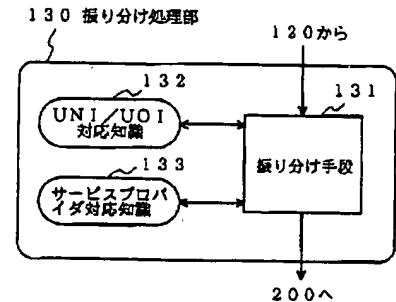 １３０ 振り分け処理部
１２０から
１３２
１３１
ＵＮＩ／ＵＯＩ
対応知識
１３３
サービスプロバ
イダ対応知識
振り分け手段
２００へ